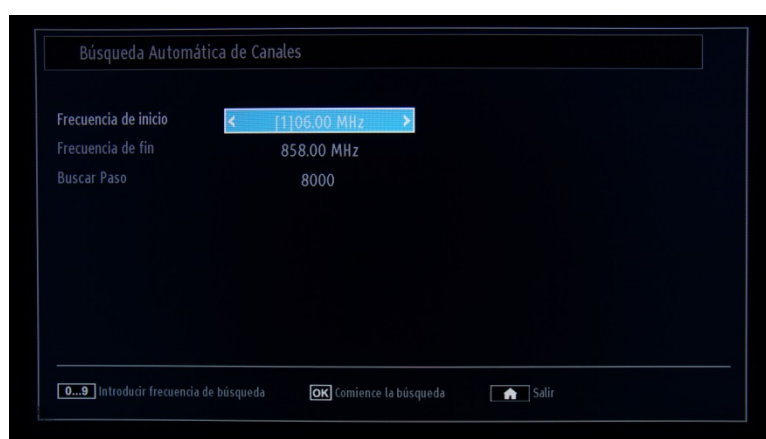 Búsqueda Automática de Canales
Frecuencia de inicio < [1]06.00 MHz >
Frecuencia de fin 858.00 MHz
Buscar Paso 8000
0...9 Introducir frecuencia de búsqueda OK Comience la búsqueda Salir